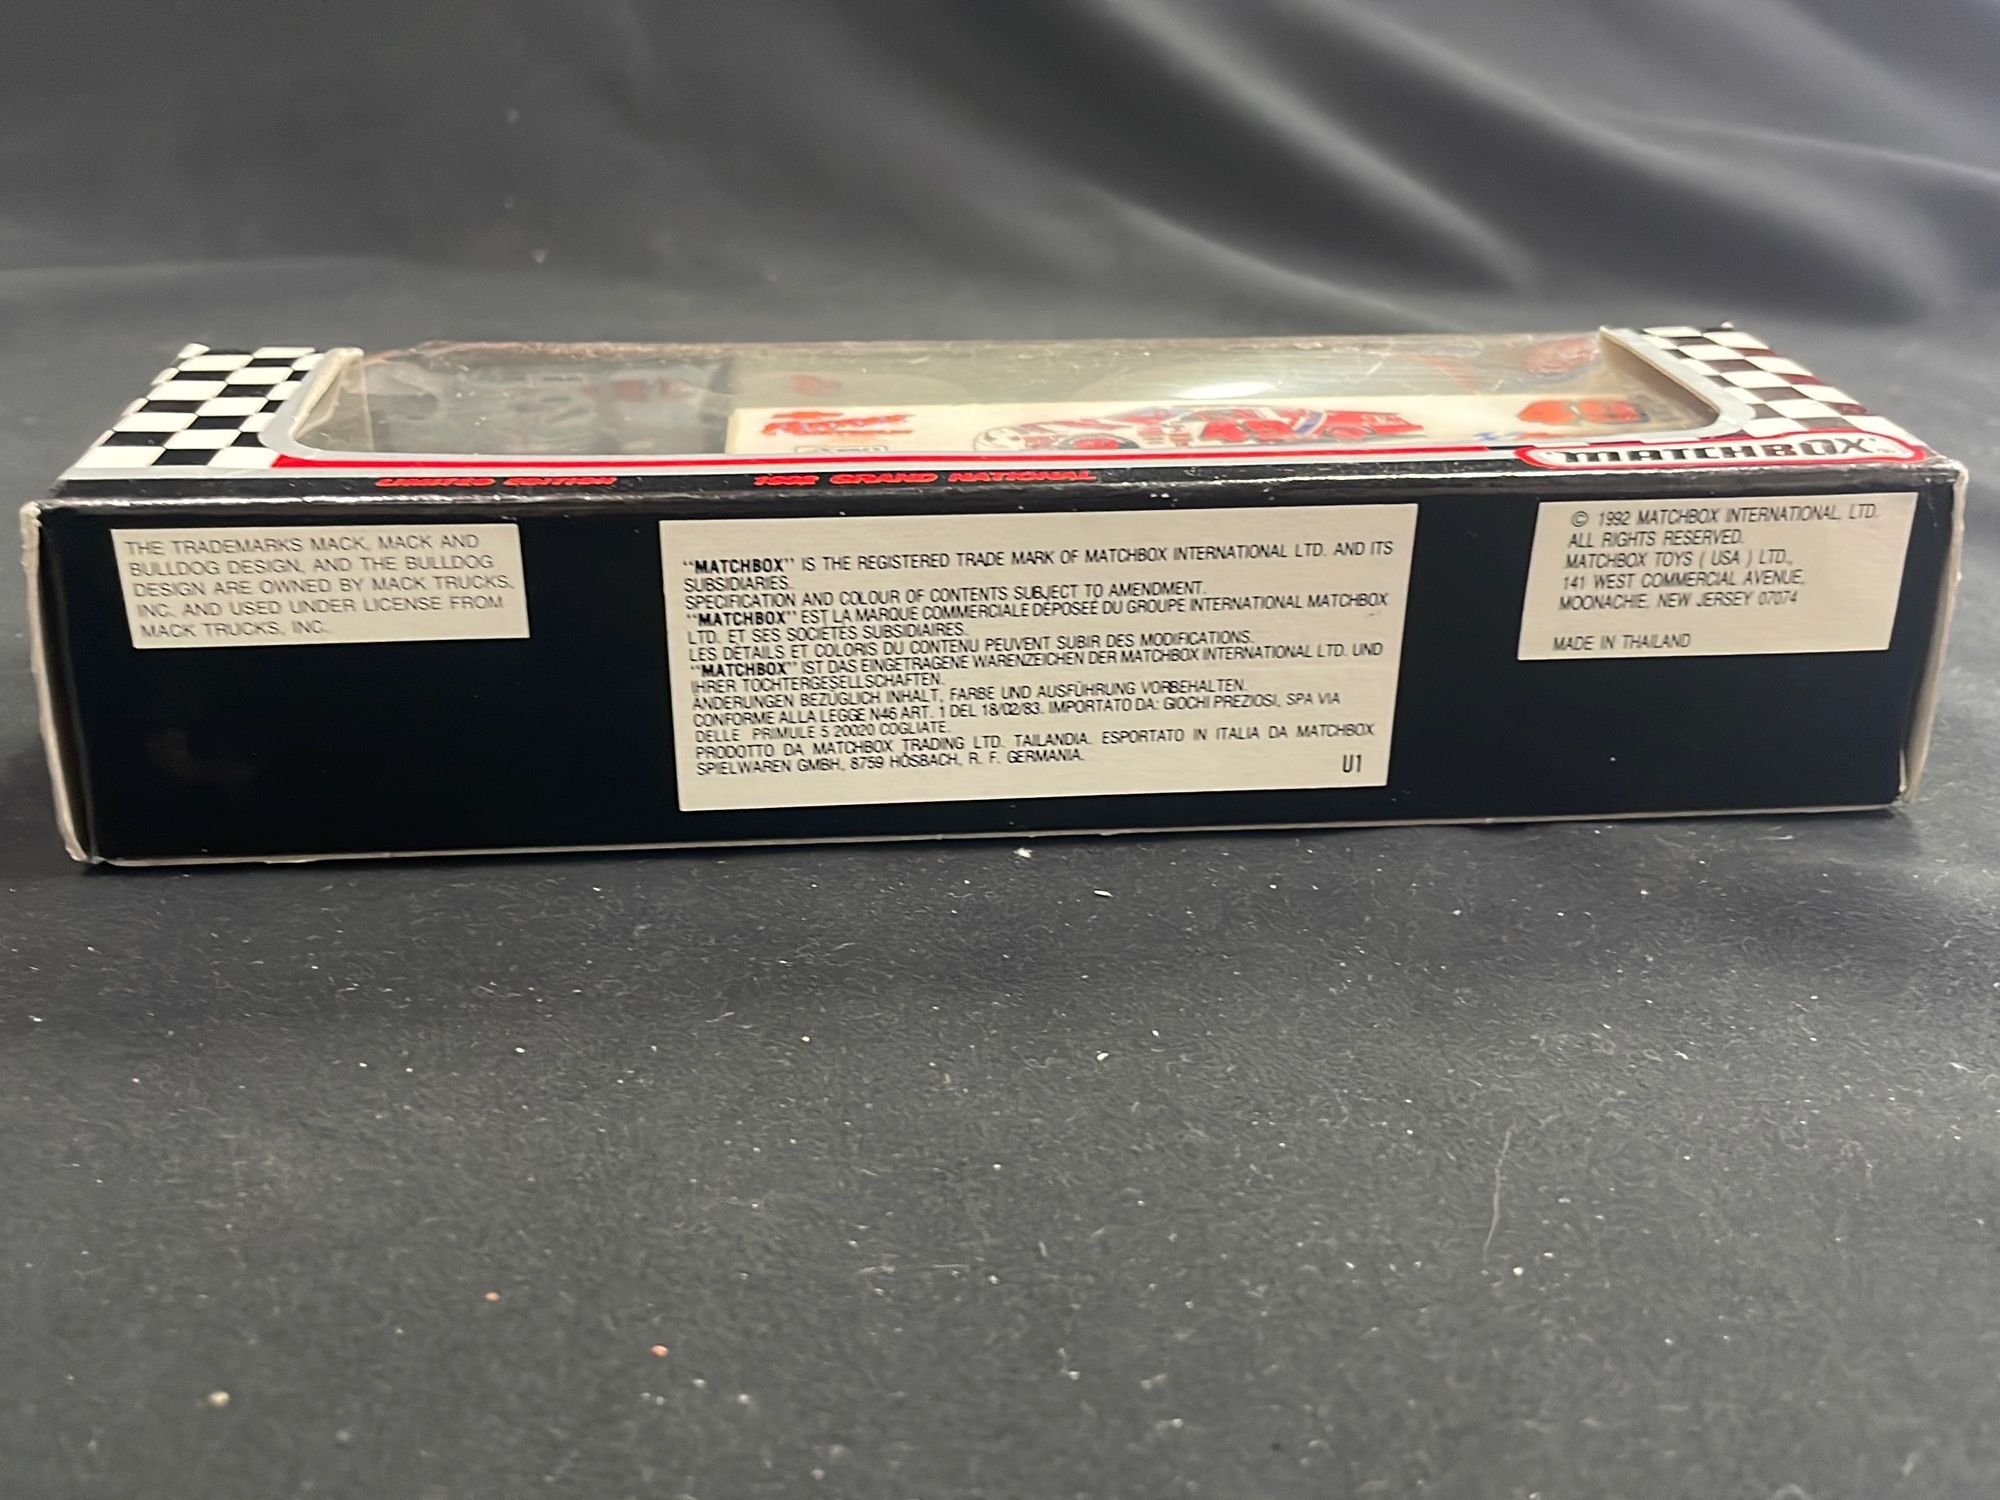 LIMITED EDITION 1992 GRAND NATIONAL
MATCHBOX
THE TRADEMARKS MACK, MACK AND
BULLDOG DESIGN, AND THE BULLDOG
DESIGN ARE OWNED BY MACK TRUCKS,
INC. AND USED UNDER LICENSE FROM
MACK TRUCKS, INC.
"MATCHBOX" IS THE REGISTERED TRADE MARK OF MATCHBOX INTERNATIONAL LTD. AND ITS
SUBSIDIARIES.
SPECIFICATION AND COLOUR OF CONTENTS SUBJECT TO AMENDMENT.
"MATCHBOX" EST LA MARQUE COMMERCIALE DÉPOSÉE DU GROUPE INTERNATIONAL MATCHBOX
LTD. ET SES SOCIÉTÉS SUBSIDIAIRES.
LES DÉTAILS ET COLORIS DU CONTENU PEUVENT SUBIR DES MODIFICATIONS.
"MATCHBOX" IST DAS EINGETRAGENE WARENZEICHEN DER MATCHBOX INTERNATIONAL LTD. UND
IHRER TOCHTERGESELLSCHAFTEN.
ÄNDERUNGEN BEZÜGLICH INHALT, FARBE UND AUSFÜHRUNG VORBEHALTEN.
CONFORME ALLA LEGGE N46 ART. 1 DEL 18/02/83. IMPORTATO DA: GIOCHI PREZIOSI, SPA VIA
DELLE PRIMULE 5 20020 COGLIATE.
PRODOTTO DA MATCHBOX TRADING LTD. TAILANDIA. ESPORTATO IN ITALIA DA MATCHBOX
SPIELWAREN GMBH, 8759 HÖSBACH, R. F. GERMANIA.
U1
© 1992 MATCHBOX INTERNATIONAL, LTD.
ALL RIGHTS RESERVED.
MATCHBOX TOYS ( USA ) LTD.,
141 WEST COMMERCIAL AVENUE,
MOONACHIE, NEW JERSEY 07074
MADE IN THAILAND